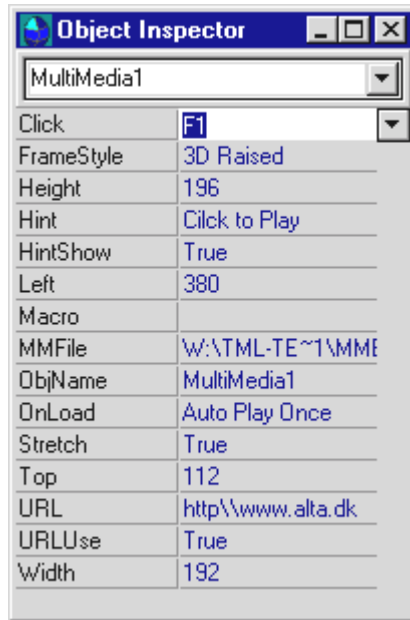 Object Inspector
MultiMedia1
Click F1
FrameStyle 3D Raised
Height 196
Hint Cilck to Play
HintShow True
Left 380
Macro
MMFile W:\TML-TE~1\MME
ObjName MultiMedia1
OnLoad Auto Play Once
Stretch True
Top 112
URL http\\www.alta.dk
URLUse True
Width 192